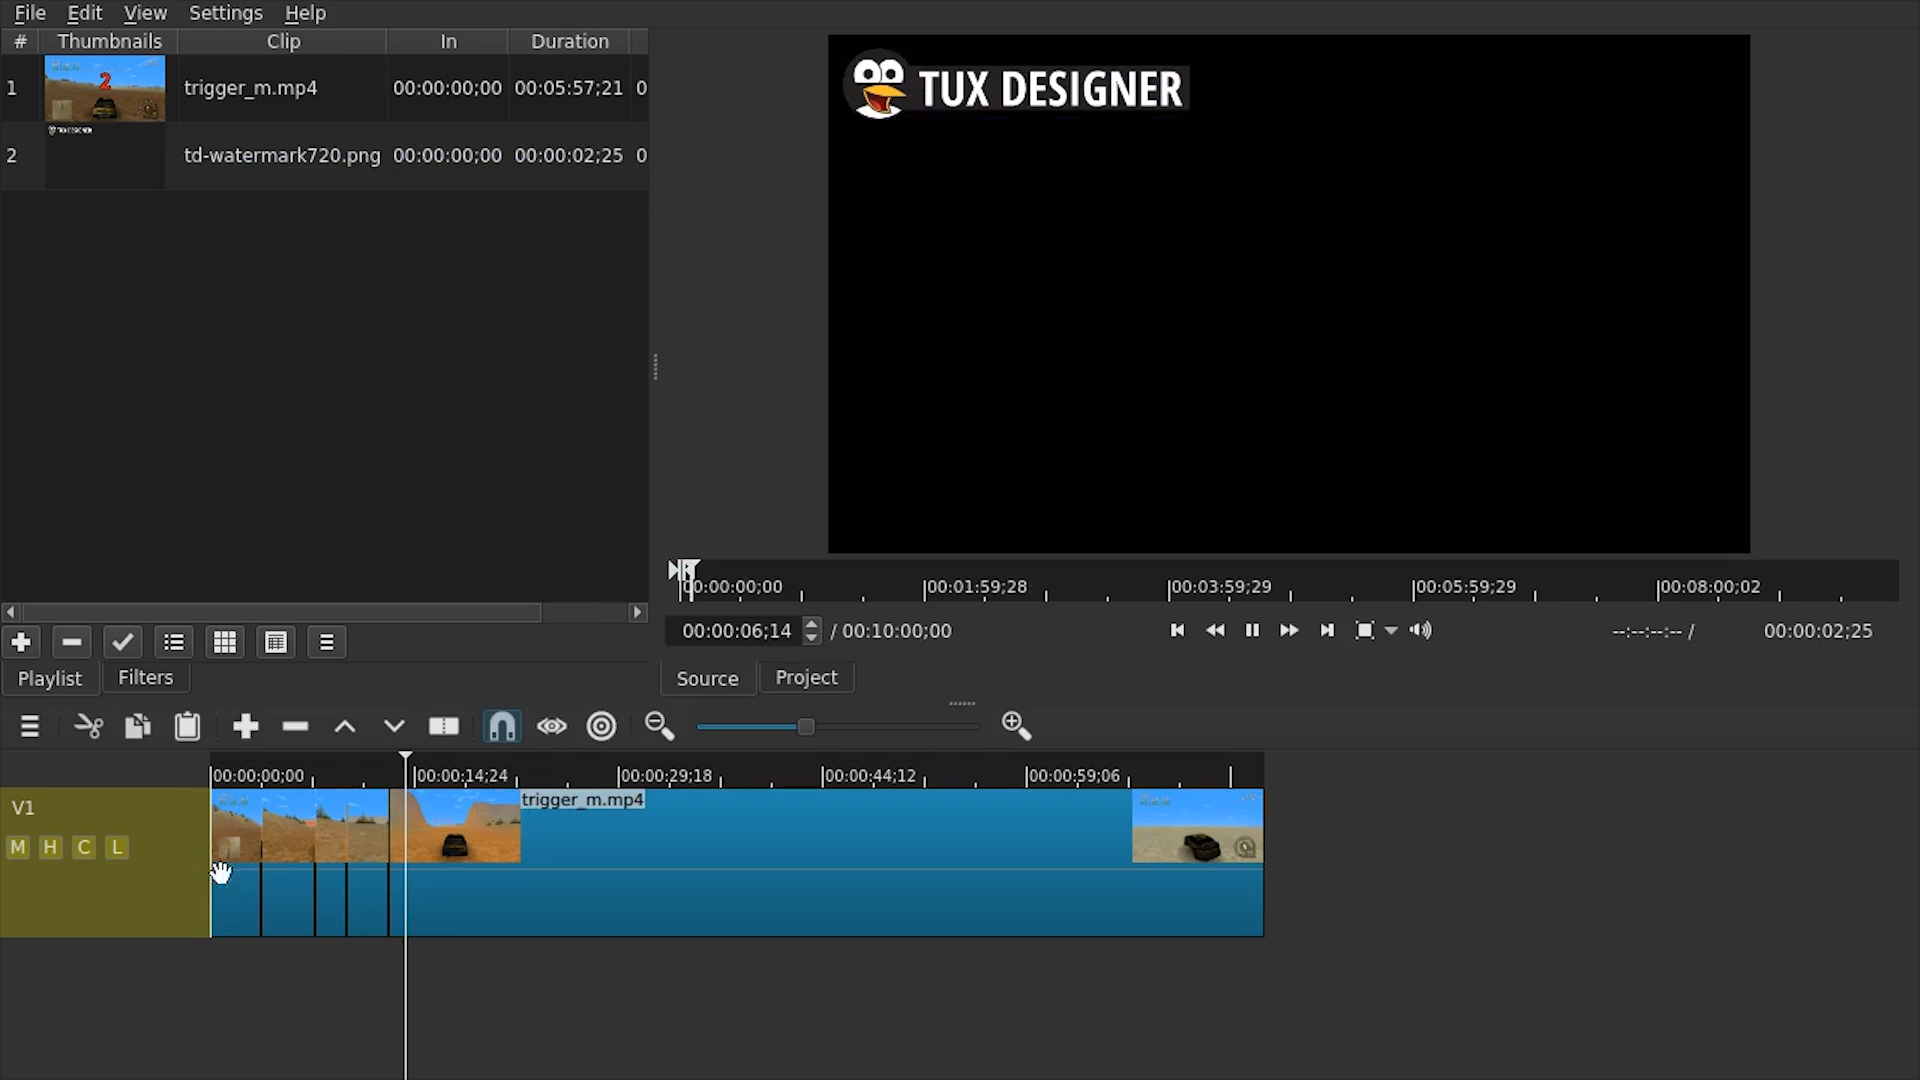 File Edit View Settings Help
# Thumbnails Clip In Duration
1 2 trigger_m.mp4 00:00:00;00 00:05:57;21 0
TUX DESIGNER
2 td-watermark720.png 00:00:00;00 00:00:02;25 0
TUX DESIGNER
00:00:00;00 00:01:59;28 00:03:59;29 00:05:59;29 00:08:00;02
00:00:06;14 / 00:10:00;00 --:--:--:-- / 00:00:02;25
Playlist Filters
Source Project
00:00:00;00 00:00:14;24 00:00:29;18 00:00:44;12 00:00:59;06
V1
trigger_m.mp4
M H C L